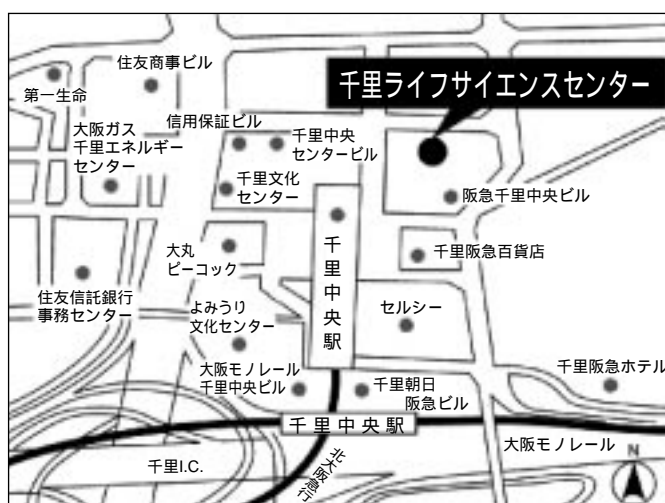 住友商事ビル
第一生命
千里ライフサイエンスセンター
大阪ガス
千里エネルギー
センター
信用保証ビル
千里中央
センタービル
千里文化
センター
阪急千里中央ビル
大丸
ピーコック
千里中央駅
千里阪急百貨店
住友信託銀行
事務センター
よみうり
文化センター
セルシー
大阪モノレール
千里中央ビル
千里朝日
阪急ビル
千里阪急ホテル
千里中央駅
大阪モノレール
千里I.C.
北大阪急行
N